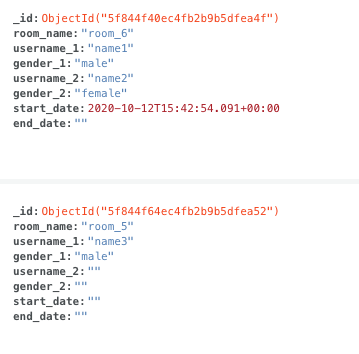 _id:ObjectId("5f844f40ec4fb2b9b5dfea4f")
room_name:"room_6"
username_1:"name1"
gender_1:"male"
username_2:"name2"
gender_2:"female"
start_date:2020-10-12T15:42:54.091+00:00
end_date:""
_id:ObjectId("5f844f64ec4fb2b9b5dfea52")
room_name:"room_5"
username_1:"name3"
gender_1:"male"
username_2:""
gender_2:""
start_date:""
end_date:""